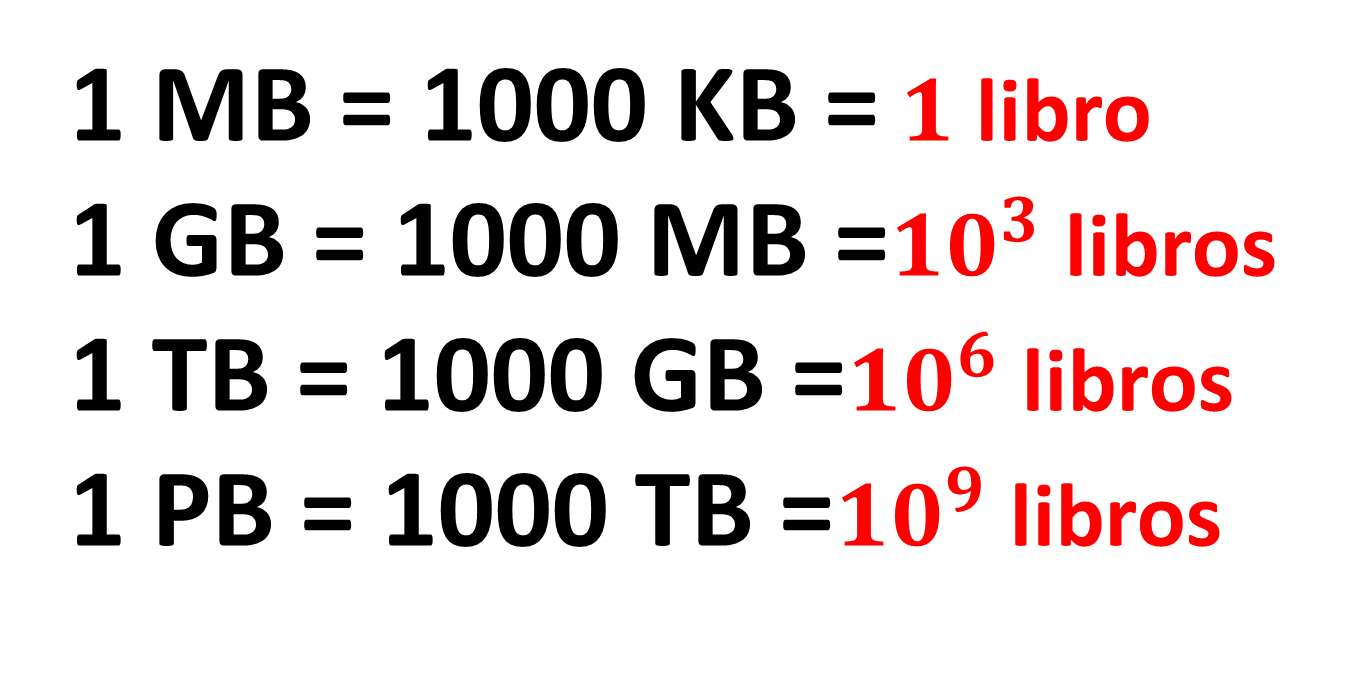 1 MB = 1000 KB = 1 libro
1 GB = 1000 MB =10³ libros
1 TB = 1000 GB =10⁶ libros
1 PB = 1000 TB =10⁹ libros